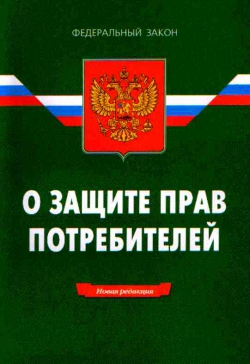 ФЕДЕРАЛЬНЫЙ ЗАКОН
О ЗАЩИТЕ ПРАВ
ПОТРЕБИТЕЛЕЙ
Новая редакция